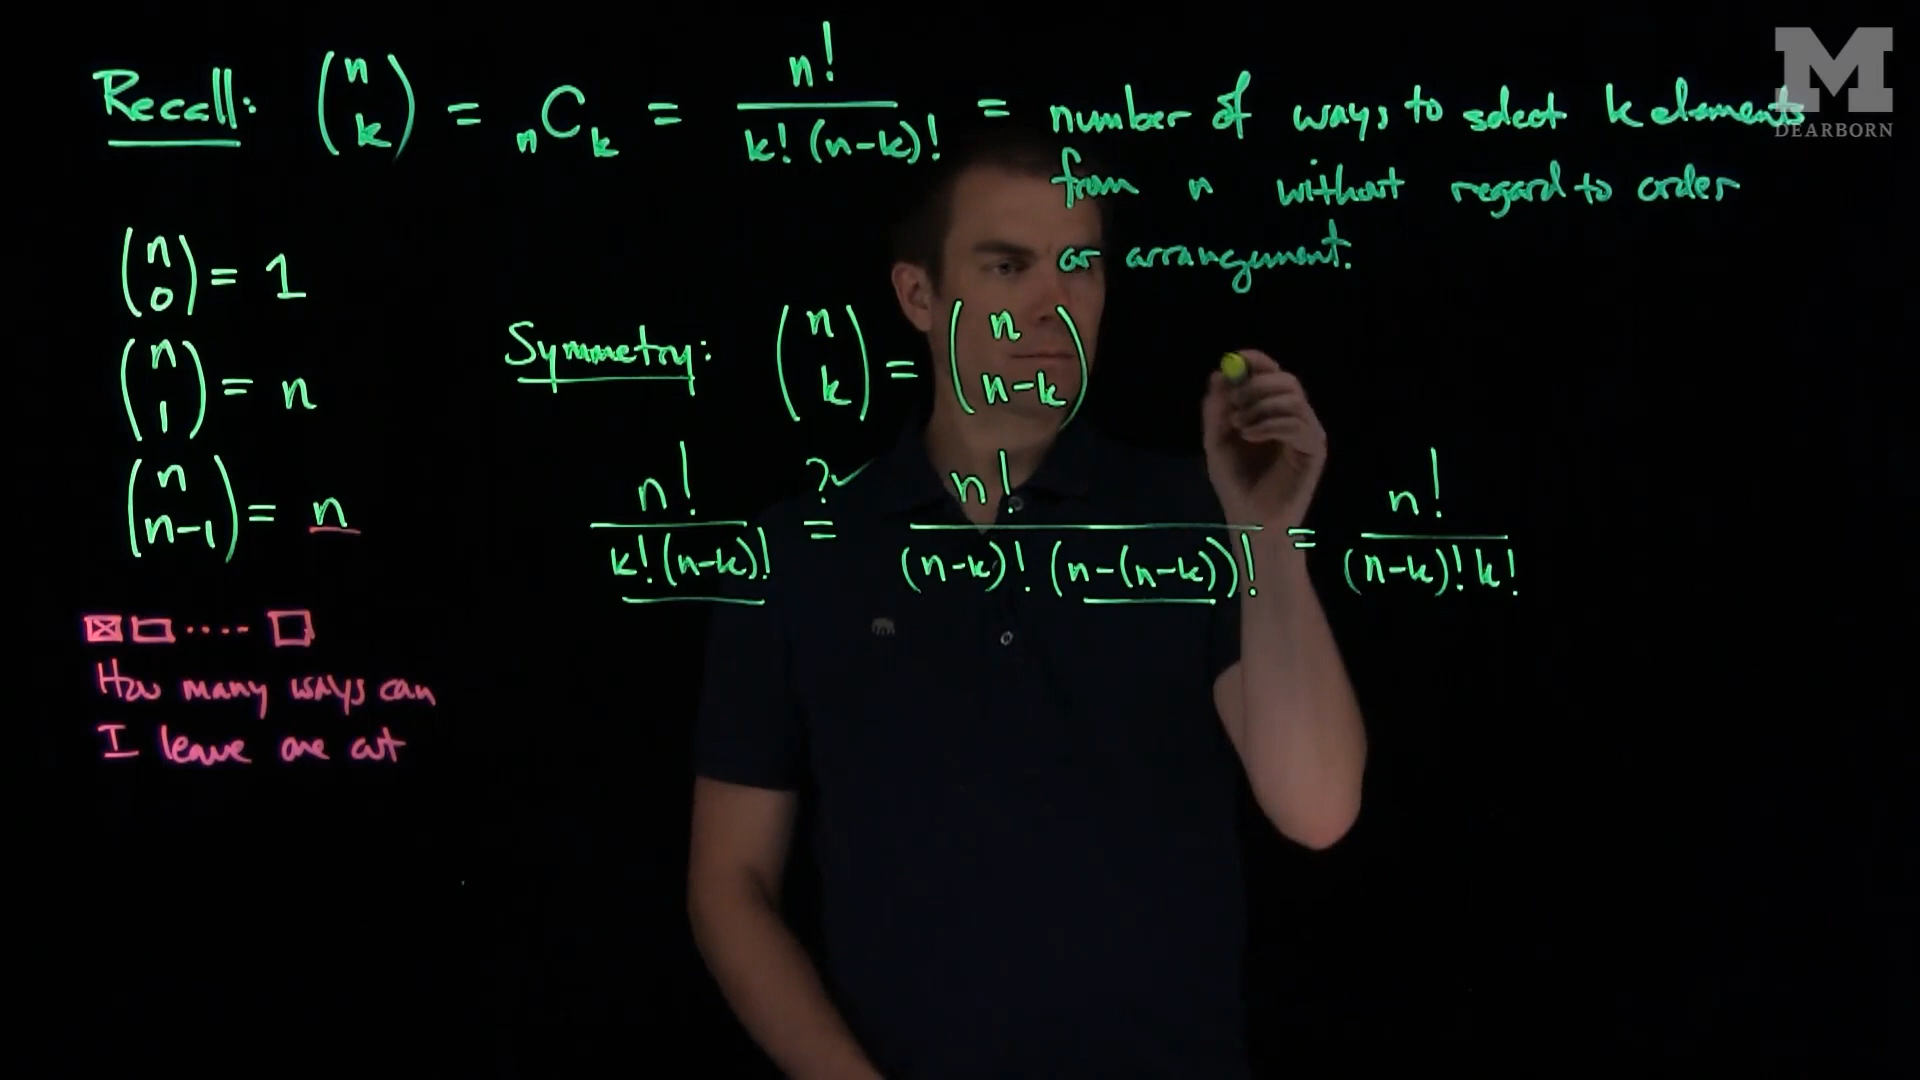 Recall: (n k) = nCk = n! / k! (n-k)! = number of ways to select k elements
from n without regard to order
or arrangement.
(n 0) = 1
(n 1) = n
(n n-1) = n
Symmetry: (n k) = (n n-k)
n! / k!(n-k)! =?✓ n! / (n-k)! (n-(n-k))! = n! / (n-k)! k!
How many ways can
I leave one out
M
DEARBORN